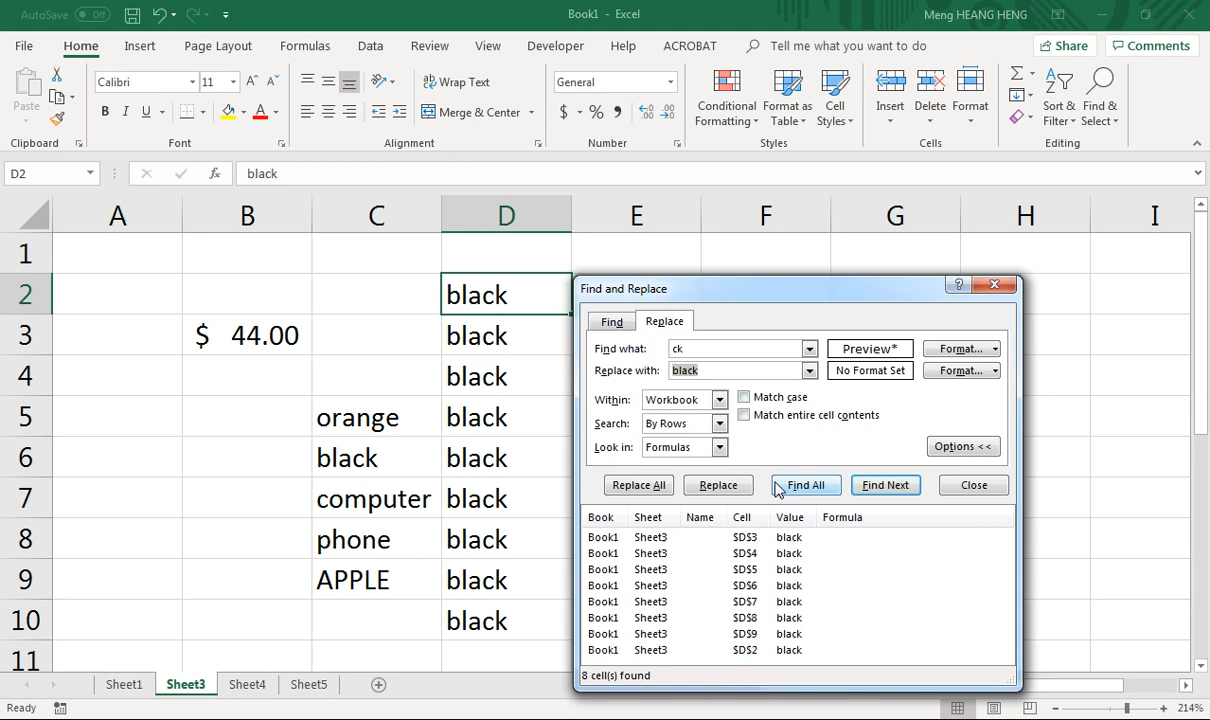 AutoSave Off
Book1 - Excel
Meng HEANG HENG
File Home Insert Page Layout Formulas Data Review View Developer Help ACROBAT Tell me what you want to do Share Comments
Paste
Calibri 11
B I U
Wrap Text
Merge & Center
General
$ % ,
Conditional Formatting
Format as Table
Cell Styles
Insert Delete Format
Sort & Filter
Find & Select
Clipboard Font Alignment Number Styles Cells Editing
D2 fx black
A B C D E F G H I
1
2 black
3 $ 44.00 black
4 black
5 orange black
6 black black
7 computer black
8 phone black
9 APPLE black
10 black
11
Find and Replace
Find Replace
Find what: ck Preview* Format...
Replace with: black No Format Set Format...
Within: Workbook Match case
Search: By Rows Match entire cell contents
Look in: Formulas Options <<
Replace All Replace Find All Find Next Close
Book Sheet Name Cell Value Formula
Book1 Sheet3 $D$3 black
Book1 Sheet3 $D$4 black
Book1 Sheet3 $D$5 black
Book1 Sheet3 $D$6 black
Book1 Sheet3 $D$7 black
Book1 Sheet3 $D$8 black
Book1 Sheet3 $D$9 black
Book1 Sheet3 $D$2 black
8 cell(s) found
Sheet1 Sheet3 Sheet4 Sheet5
Ready 214%